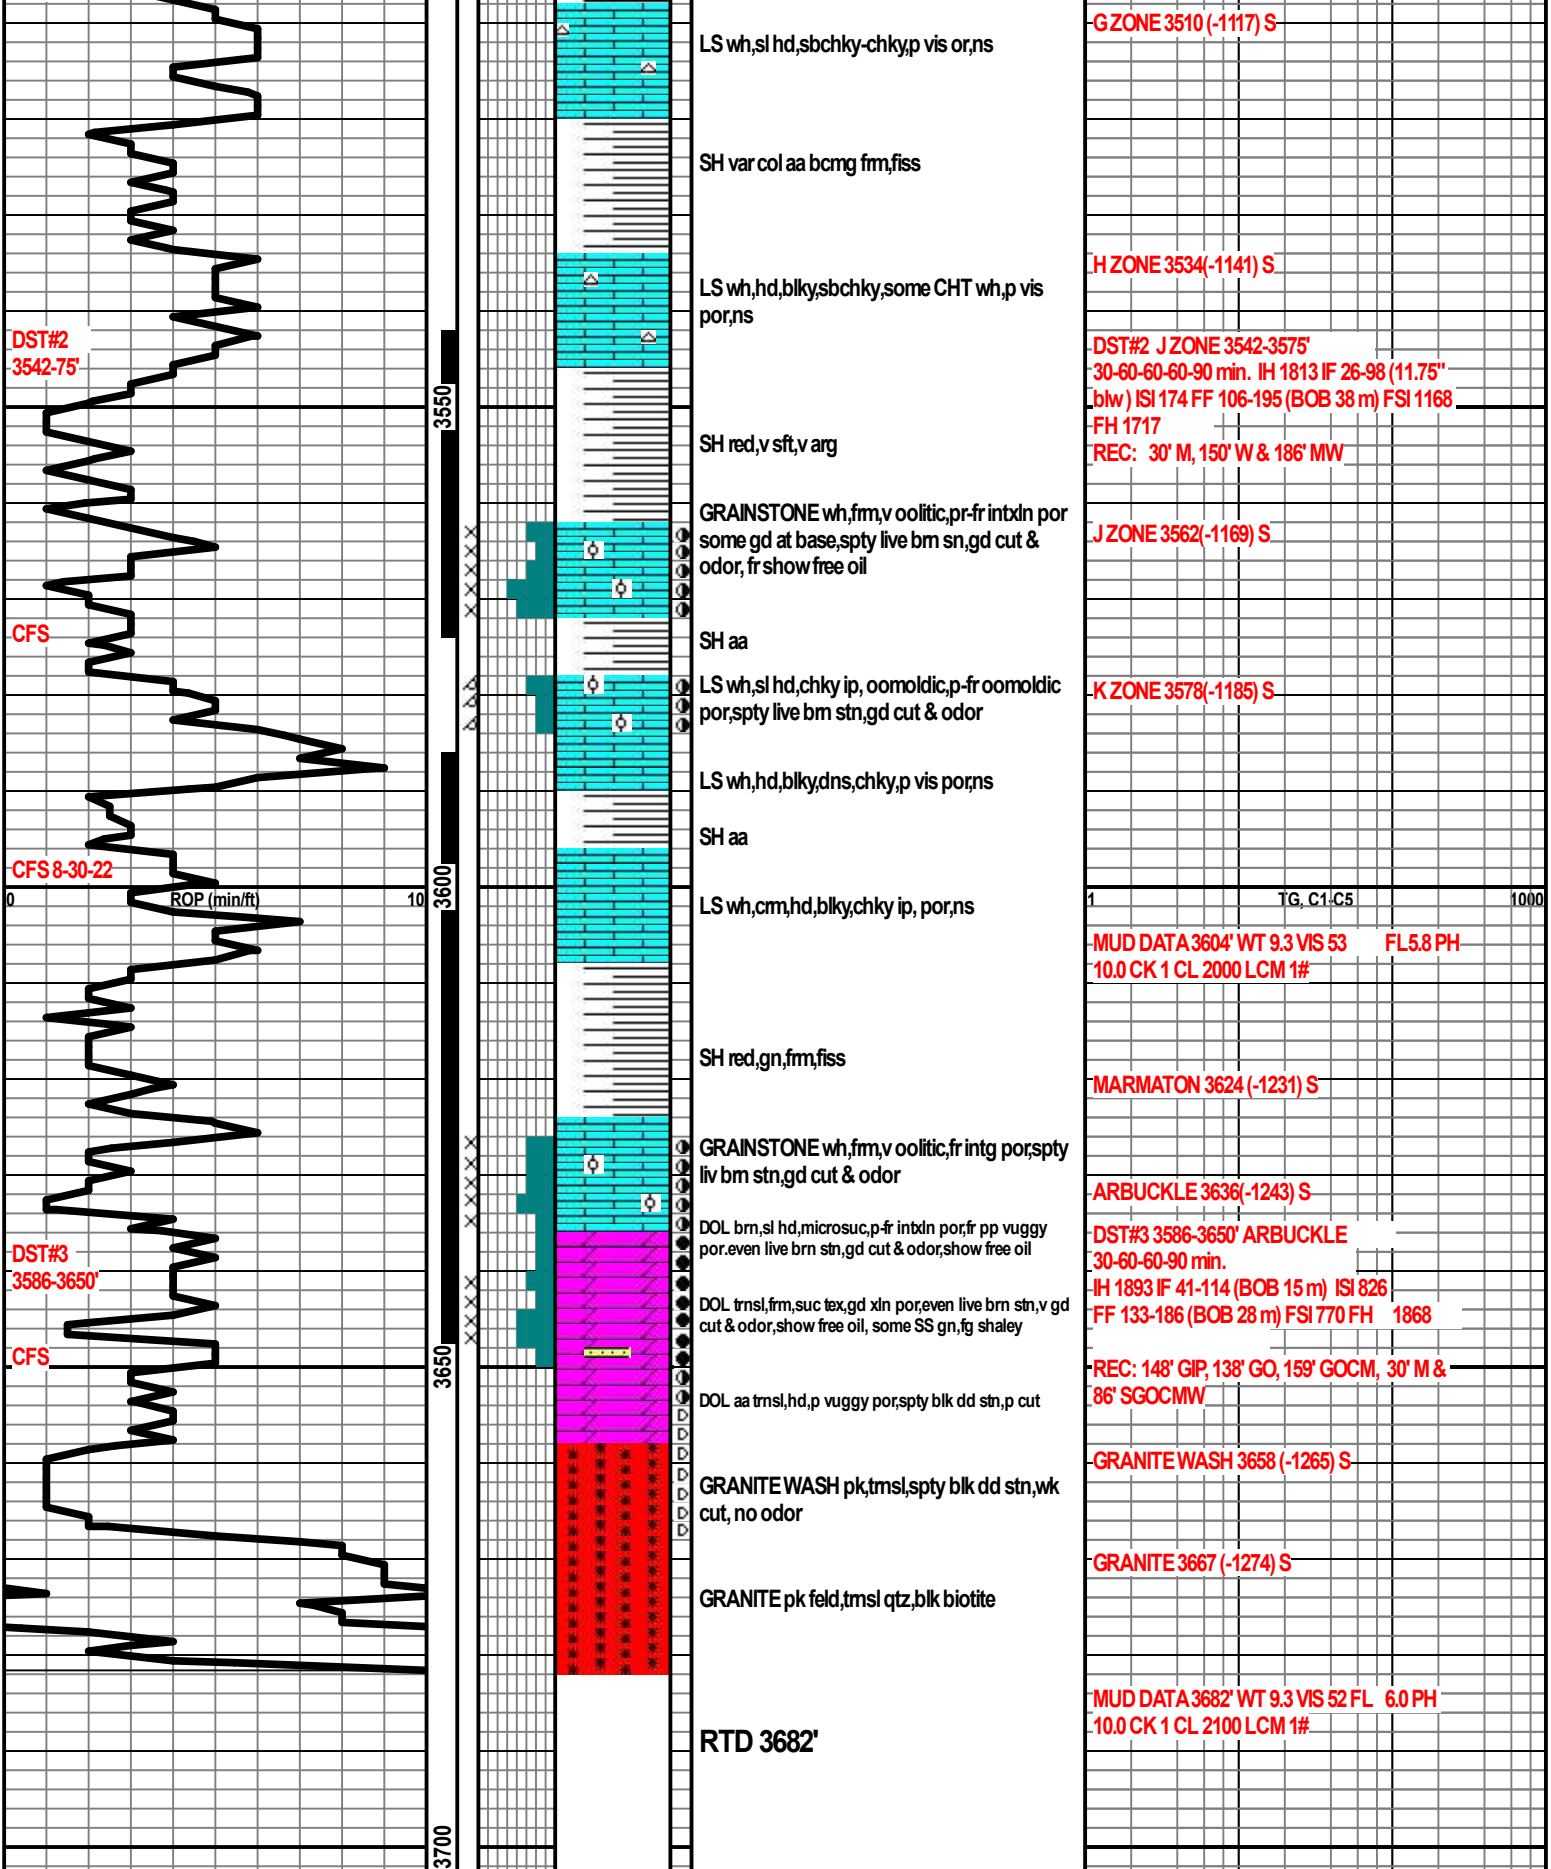 G ZONE 3510 (-1117) S
LS wh,sl hd,sbchky-chky,p vis or,ns
SH var col aa bcmg frm,fiss
H ZONE 3534(-1141) S
LS wh,hd,blky,sbchky,some CHT wh,p vis
por,ns
DST#2
3542-75'
DST#2 J ZONE 3542-3575'
30-60-60-60-90 min. IH 1813 IF 26-98 (11.75"
blw ) ISI 174 FF 106-195 (BOB 38 m) FSI 1168
FH 1717
REC: 30' M, 150' W & 186' MW
3550
SH red,v sft,v arg
GRAINSTONE wh,frm,v oolitic,pr-fr intxln por
some gd at base,spty live brn sn,gd cut &
odor, fr show free oil
J ZONE 3562(-1169) S
CFS
SH aa
LS wh,sl hd,chky ip, oomoldic,p-fr oomoldic
por,spty live brn stn,gd cut & odor
K ZONE 3578(-1185) S
LS wh,hd,blky,dns,chky,p vis por,ns
SH aa
CFS 8-30-22
3600
0 ROP (min/ft) 10
1 TG, C1-C5 1000
LS wh,crm,hd,blky,chky ip, por,ns
MUD DATA 3604' WT 9.3 VIS 53 FL 5.8 PH
10.0 CK 1 CL 2000 LCM 1#
SH red,gn,frm,fiss
MARMATON 3624 (-1231) S
GRAINSTONE wh,frm,v oolitic,fr intg por,spty
liv brn stn,gd cut & odor
ARBUCKLE 3636(-1243) S
DOL brn,sl hd,microsuc,p-fr intxln por,fr pp vuggy
por.even live brn stn,gd cut & odor,show free oil
DST#3
3586-3650'
DST#3 3586-3650' ARBUCKLE
30-60-60-90 min.
IH 1893 IF 41-114 (BOB 15 m) ISI 826
FF 133-186 (BOB 28 m) FSI 770 FH 1868
DOL trnsl,frm,suc tex,gd xln por,even live brn stn,v gd
cut & odor,show free oil, some SS gn,fg shaley
CFS
3650
REC: 148' GIP, 138' GO, 159' GOCM, 30' M &
86' SGOCMW
DOL aa trnsl,hd,p vuggy por,spty blk dd stn,p cut
D
D
D
D
D
D
D
GRANITE WASH 3658 (-1265) S
GRANITE WASH pk,trnsl,spty blk dd stn,wk
cut, no odor
GRANITE 3667 (-1274) S
GRANITE pk feld,trnsl qtz,blk biotite
MUD DATA 3682' WT 9.3 VIS 52 FL 6.0 PH
10.0 CK 1 CL 2100 LCM 1#
RTD 3682'
3700